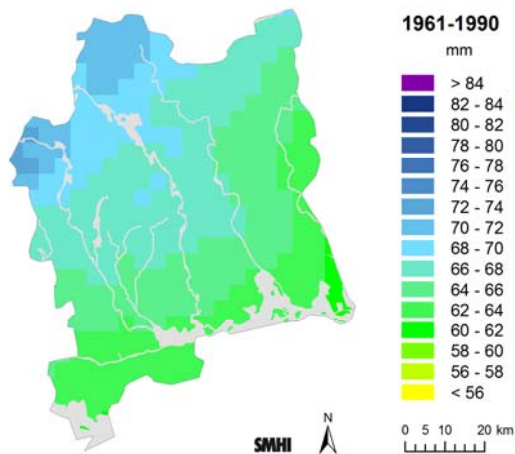 1961-1990
mm
> 84
82 - 84
80 - 82
78 - 80
76 - 78
74 - 76
72 - 74
70 - 72
68 - 70
66 - 68
64 - 66
62 - 64
60 - 62
58 - 60
56 - 58
< 56
SMHI
N
0 5 10 20 km